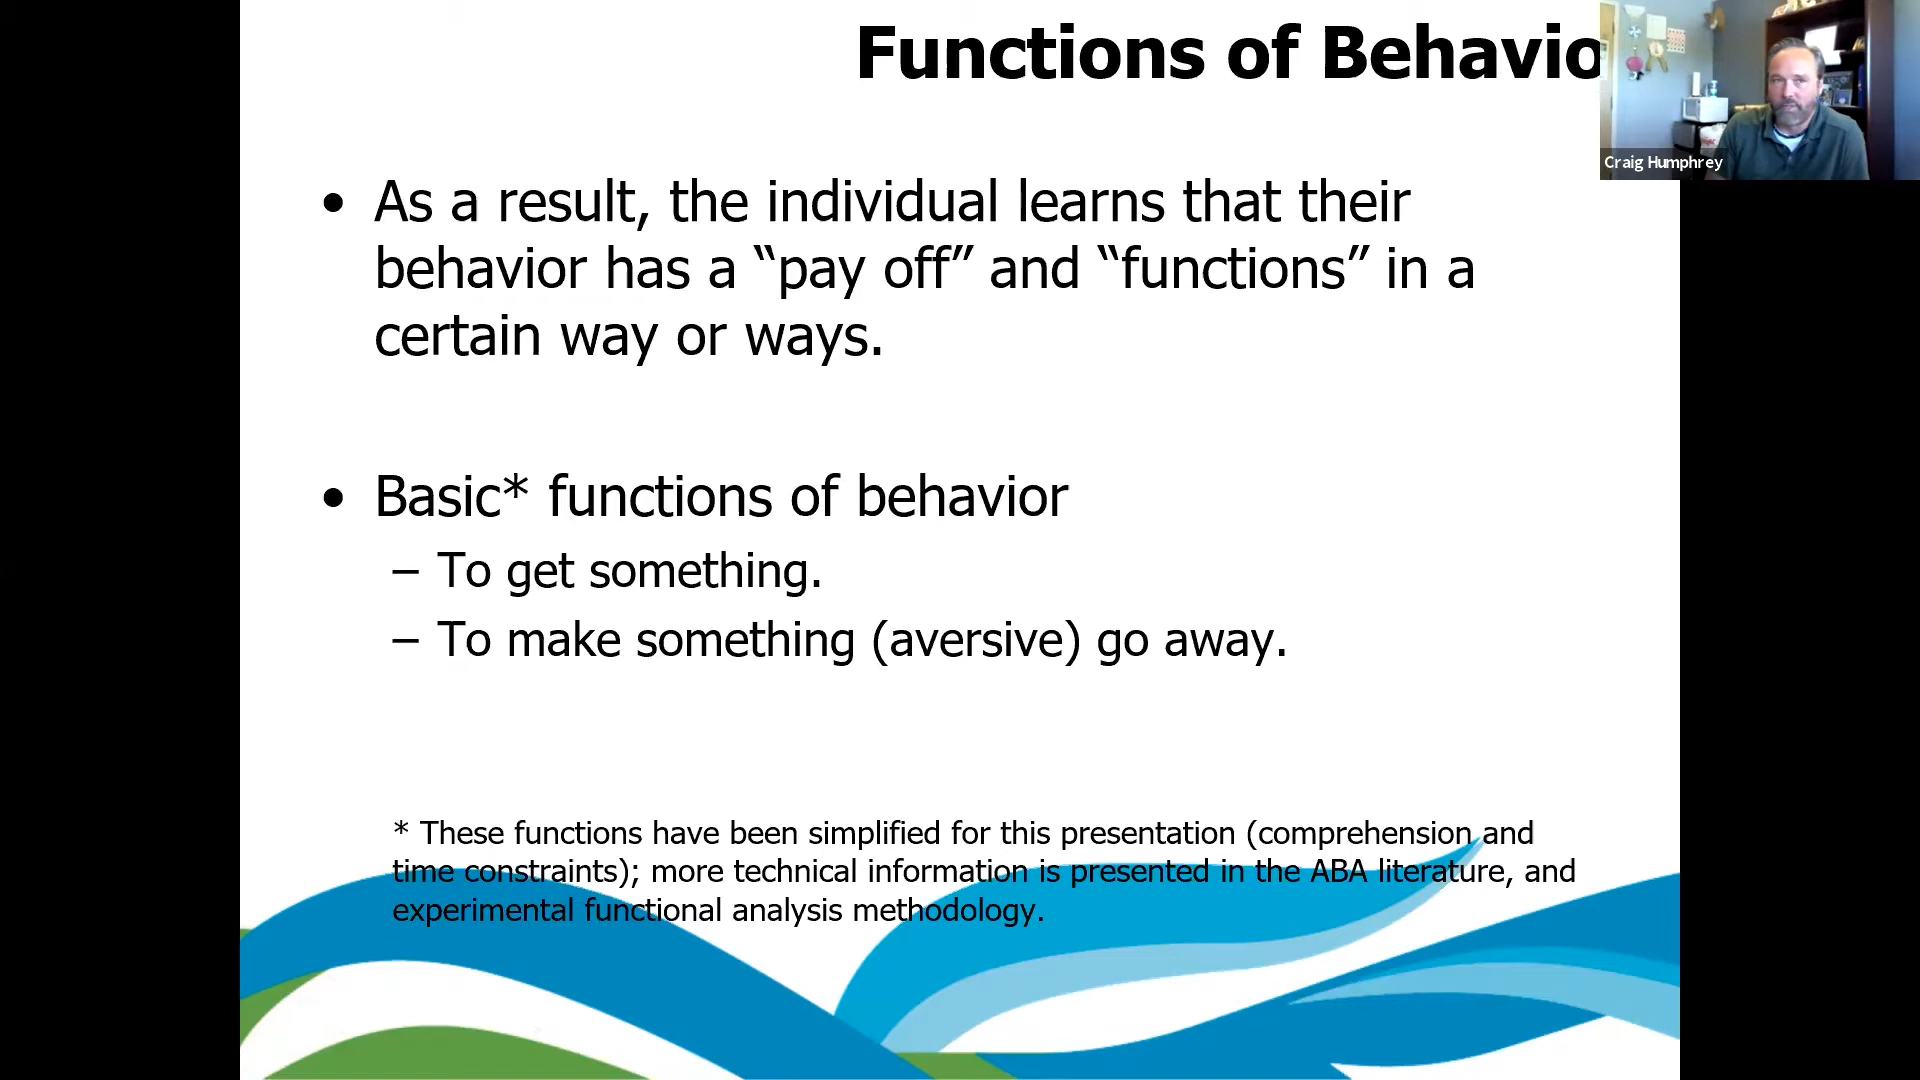 Functions of Behavio
Craig Humphrey
• As a result, the individual learns that their
behavior has a “pay off” and “functions” in a
certain way or ways.
• Basic* functions of behavior
– To get something.
– To make something (aversive) go away.
* These functions have been simplified for this presentation (comprehension and
time constraints); more technical information is presented in the ABA literature, and
experimental functional analysis methodology.